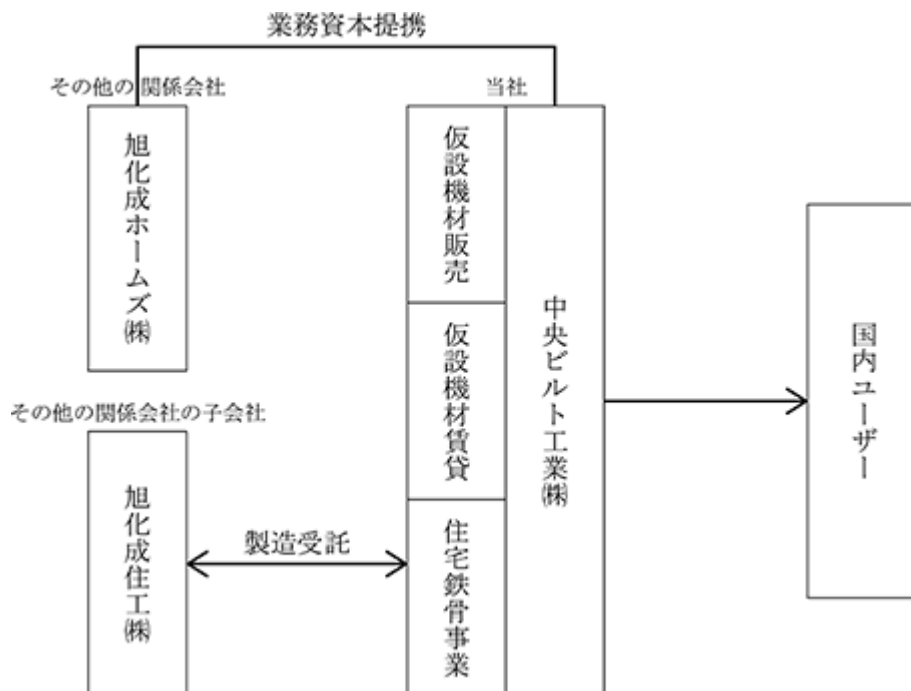 業務資本提携
その他の関係会社
当社
旭化成ホームズ㈱
仮設機材販売
仮設機材賃貸
住宅鉄骨事業
中央ビルト工業㈱
国内ユーザー
その他の関係会社の子会社
旭化成住工㈱
製造受託